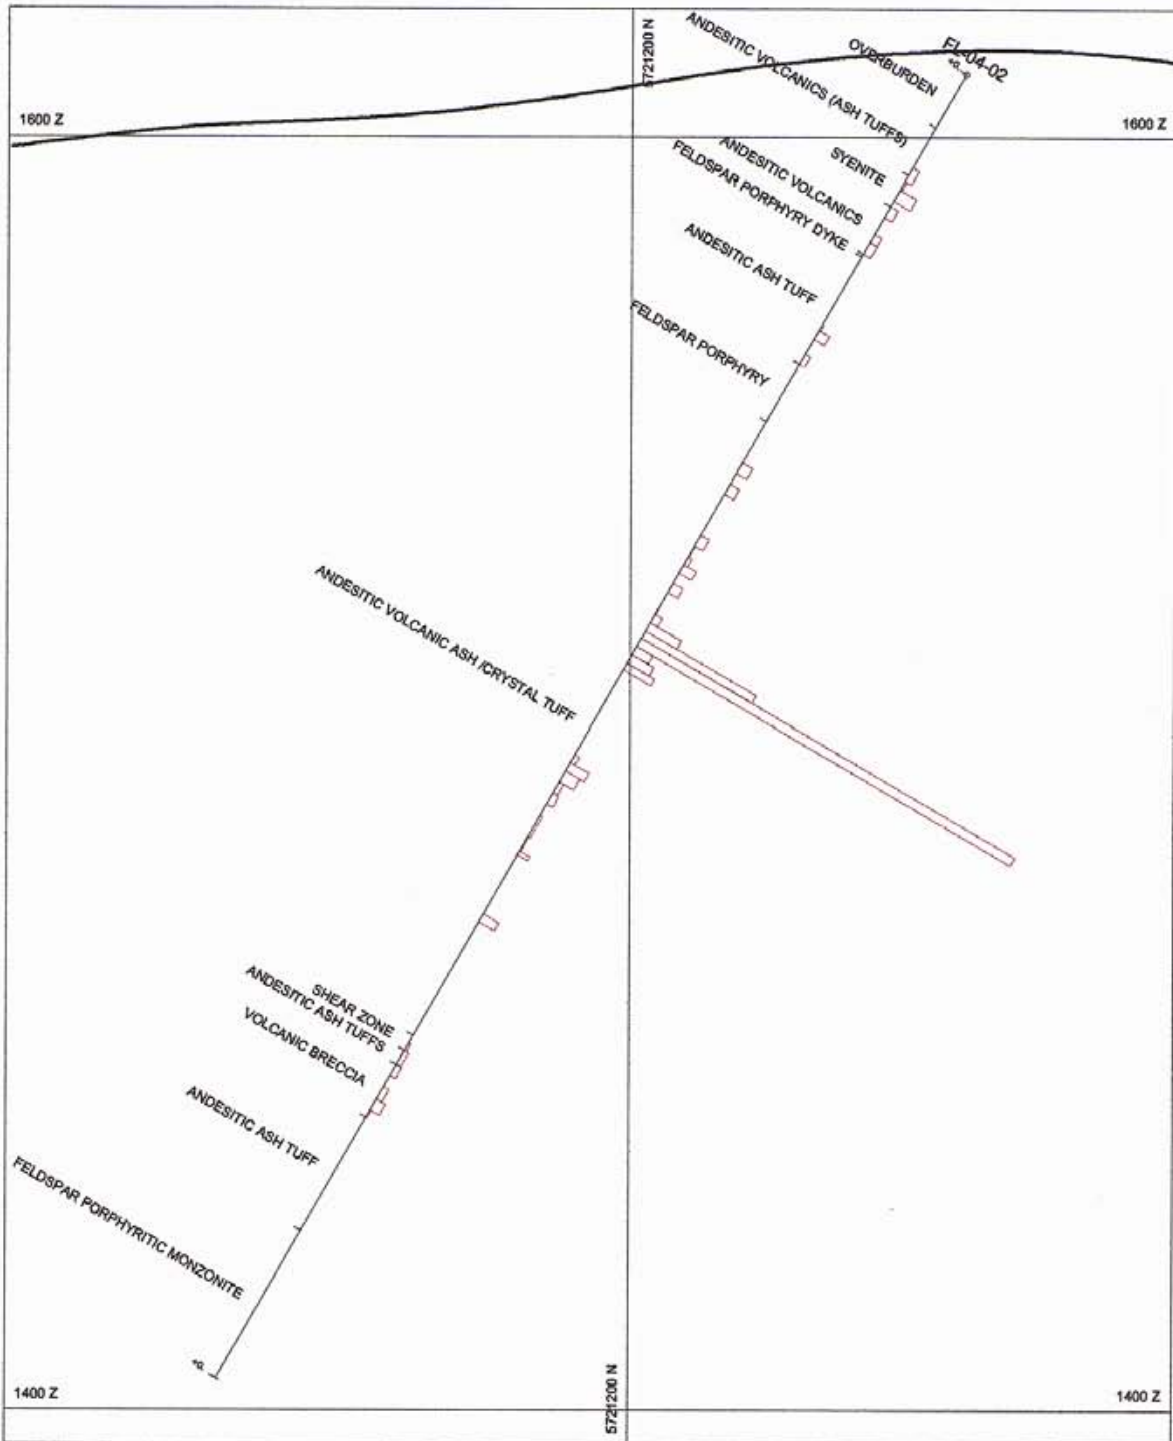 5721200 N
ANDESITIC VOLCANICS (ASH TUFFS)
OVERBURDEN
FL-04-02
1600 Z
1600 Z
SYENITE
ANDESITIC VOLCANICS
FELDSPAR PORPHYRY DYKE
ANDESITIC ASH TUFF
FELDSPAR PORPHYRY
ANDESITIC VOLCANIC ASH /CRYSTAL TUFF
SHEAR ZONE
ANDESITIC ASH TUFFS
VOLCANIC BRECCIA
ANDESITIC ASH TUFF
FELDSPAR PORPHYRITIC MONZONITE
1400 Z
5721200 N
1400 Z